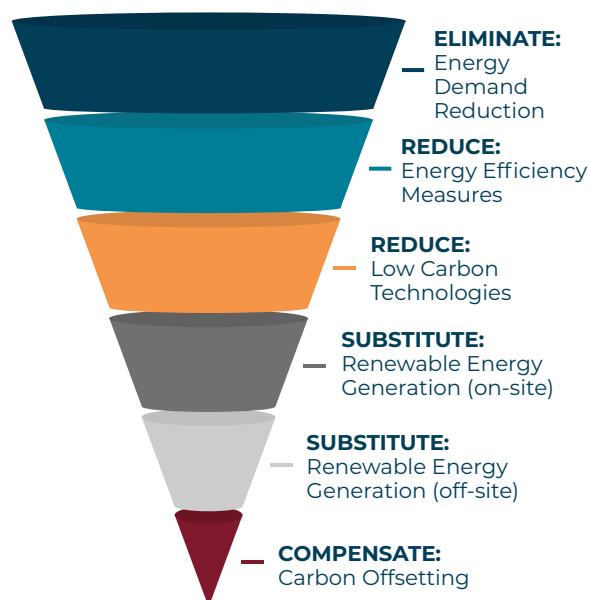 ELIMINATE:
Energy
Demand
Reduction
REDUCE:
Energy Efficiency
Measures
REDUCE:
Low Carbon
Technologies
SUBSTITUTE:
Renewable Energy
Generation (on-site)
SUBSTITUTE:
Renewable Energy
Generation (off-site)
COMPENSATE:
Carbon Offsetting